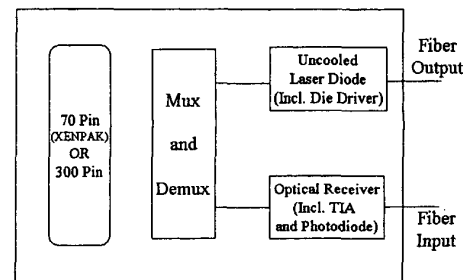 70 Pin
(XENPAK)
OR
300 Pin
Mux
and
Demux
Uncooled
Laser Diode
(Incl. Die Driver)
Fiber
Output
Optical Receiver
(Incl. TIA
and Photodiode)
Fiber
Input